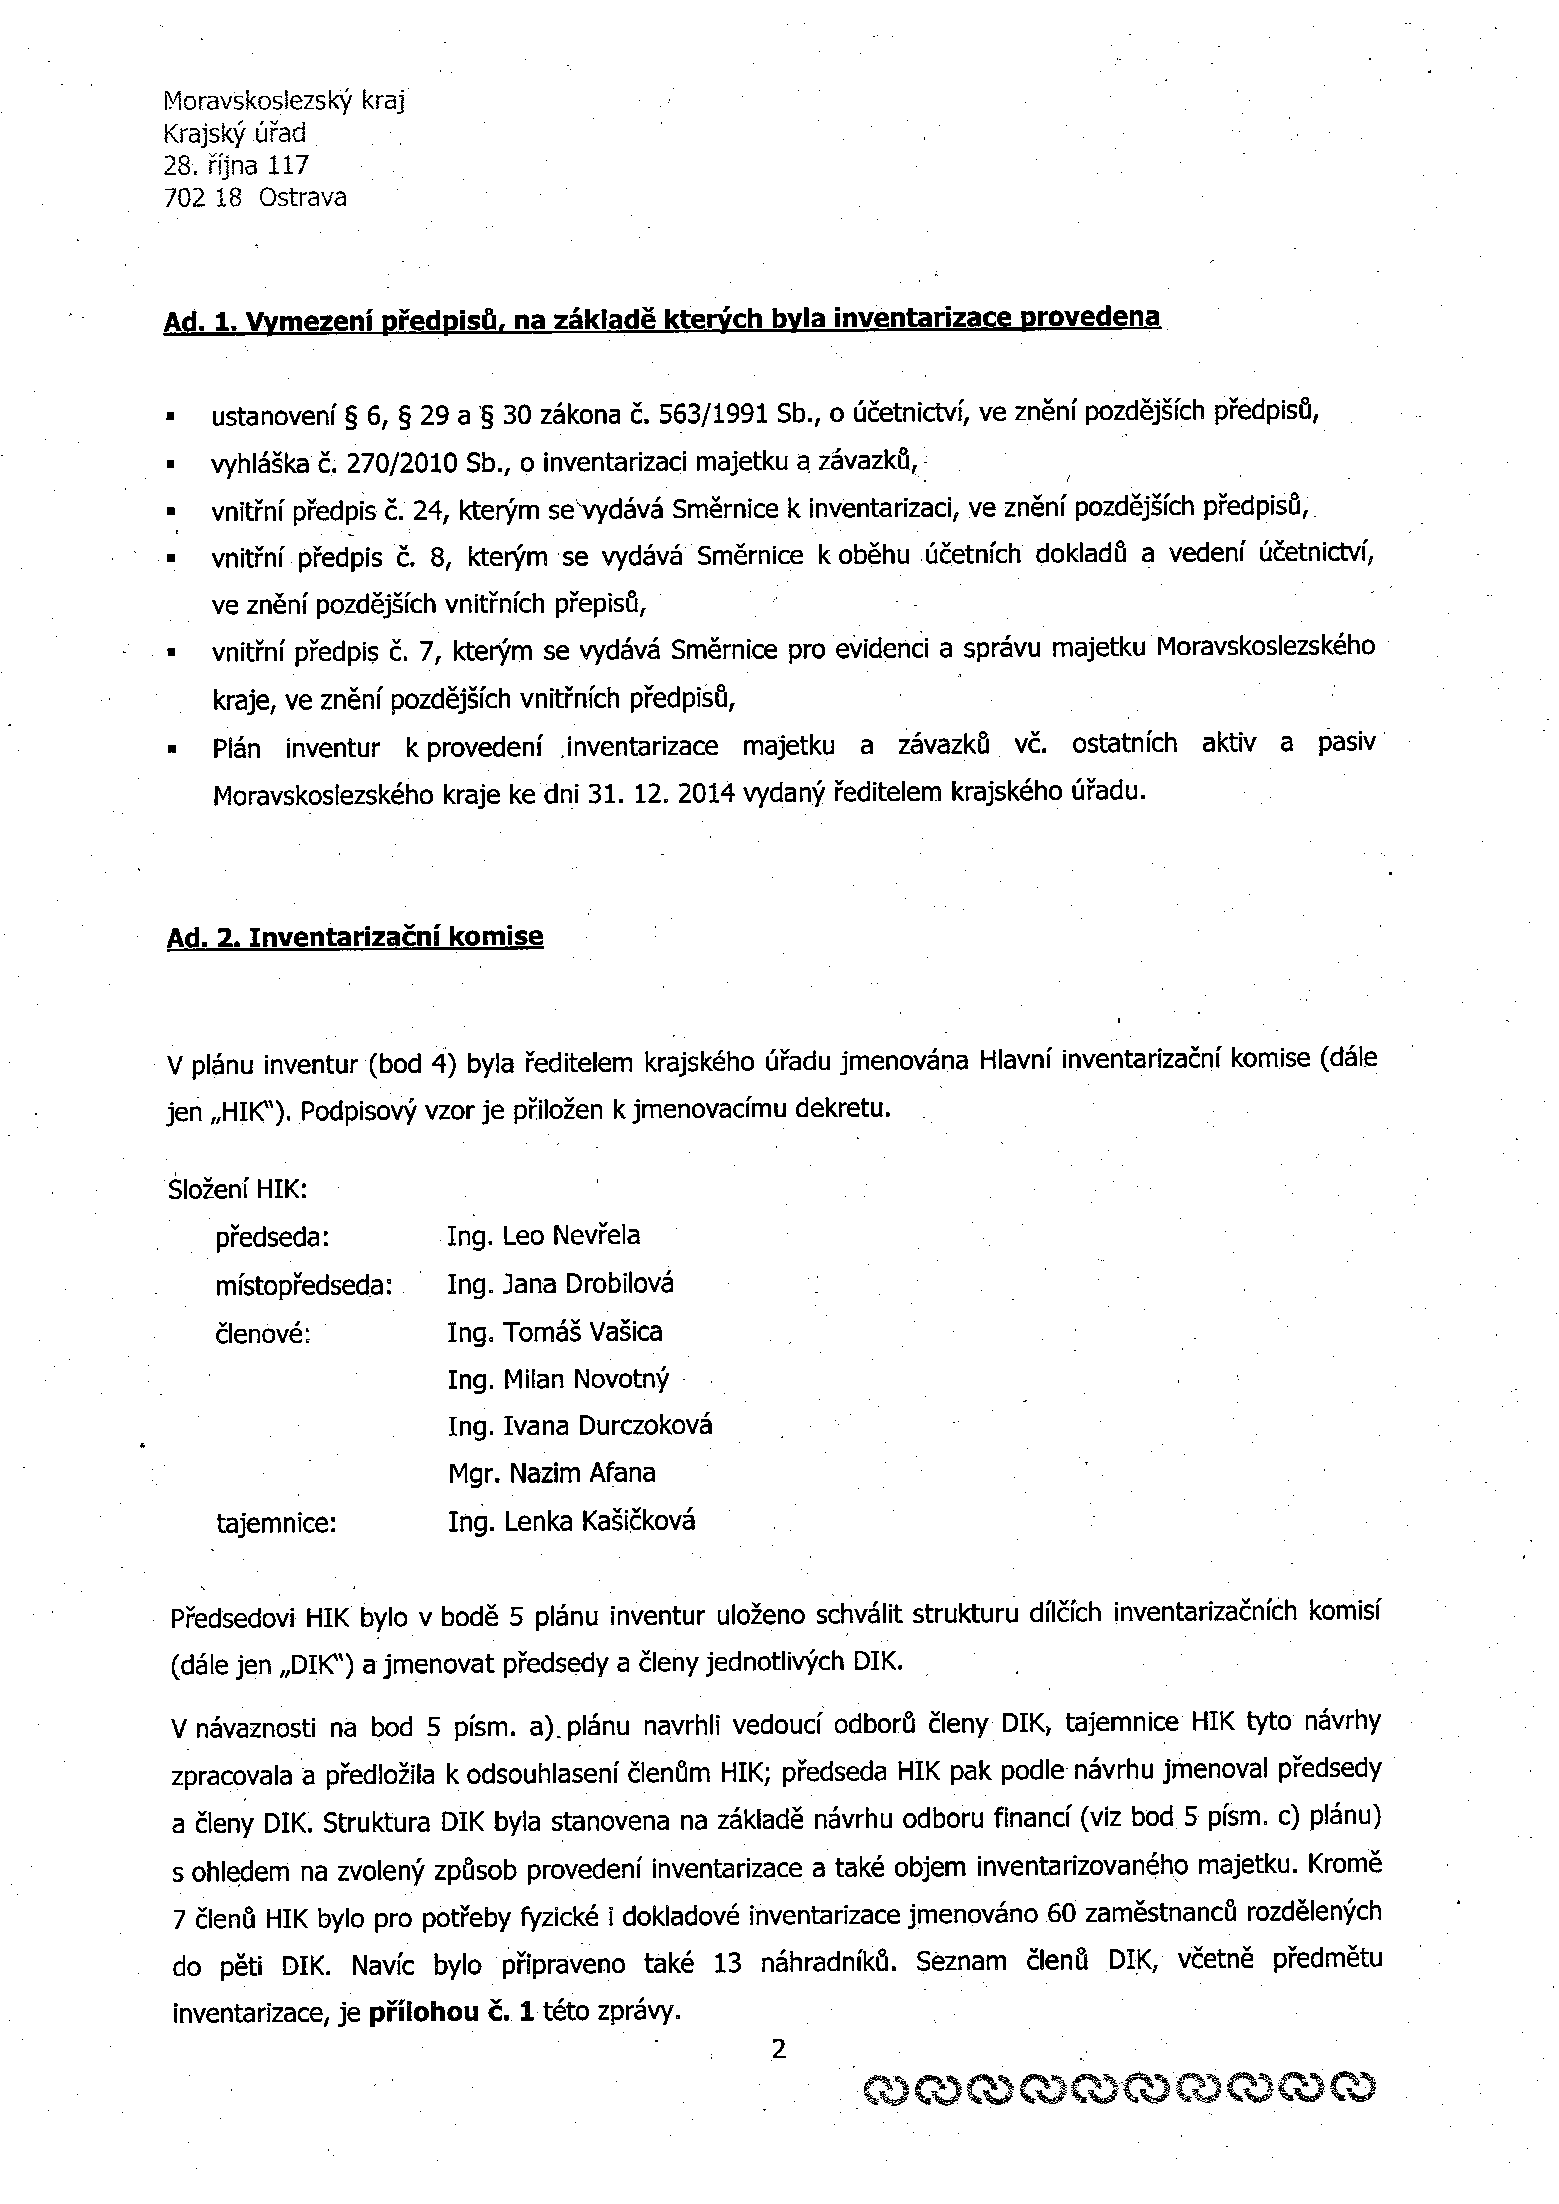 Moravskoslezský kraj
Krajský úřad
28. října 117
702 18 Ostrava
Ad. 1. Vymezení předpisů, na základě kterých byla inventarizace provedena
▪ ustanovení § 6, § 29 a § 30 zákona č. 563/1991 Sb., o účetnictví, ve znění pozdějších předpisů,
▪ vyhláška č. 270/2010 Sb., o inventarizaci majetku a závazků,
▪ vnitřní předpis č. 24, kterým se vydává Směrnice k inventarizaci, ve znění pozdějších předpisů,
▪ vnitřní předpis č. 8, kterým se vydává Směrnice k oběhu účetních dokladů a vedení účetnictví,
ve znění pozdějších vnitřních přepisů,
▪ vnitřní předpis č. 7, kterým se vydává Směrnice pro evidenci a správu majetku Moravskoslezského
kraje, ve znění pozdějších vnitřních předpisů,
▪ Plán inventur k provedení inventarizace majetku a závazků vč. ostatních aktiv a pasiv
Moravskoslezského kraje ke dni 31. 12. 2014 vydaný ředitelem krajského úřadu.
Ad. 2. Inventarizační komise
V plánu inventur (bod 4) byla ředitelem krajského úřadu jmenována Hlavní inventarizační komise (dále
jen „HIK"). Podpisový vzor je přiložen k jmenovacímu dekretu.
Složení HIK:
předseda: Ing. Leo Nevřela
místopředseda: Ing. Jana Drobilová
členové: Ing. Tomáš Vašica
Ing. Milan Novotný
Ing. Ivana Durczoková
Mgr. Nazim Afana
tajemnice: Ing. Lenka Kašičková
Předsedovi HIK bylo v bodě 5 plánu inventur uloženo schválit strukturu dílčích inventarizačních komisí
(dále jen „DIK") a jmenovat předsedy a členy jednotlivých DIK.
V návaznosti na bod 5 písm. a) plánu navrhli vedoucí odborů členy DIK, tajemnice HIK tyto návrhy
zpracovala a předložila k odsouhlasení členům HIK; předseda HIK pak podle návrhu jmenoval předsedy
a členy DIK. Struktura DIK byla stanovena na základě návrhu odboru financí (viz bod 5 písm. c) plánu)
s ohledem na zvolený způsob provedení inventarizace a také objem inventarizovaného majetku. Kromě
7 členů HIK bylo pro potřeby fyzické i dokladové inventarizace jmenováno 60 zaměstnanců rozdělených
do pěti DIK. Navíc bylo připraveno také 13 náhradníků. Seznam členů DIK, včetně předmětu
inventarizace, je přílohou č. 1 této zprávy.
2